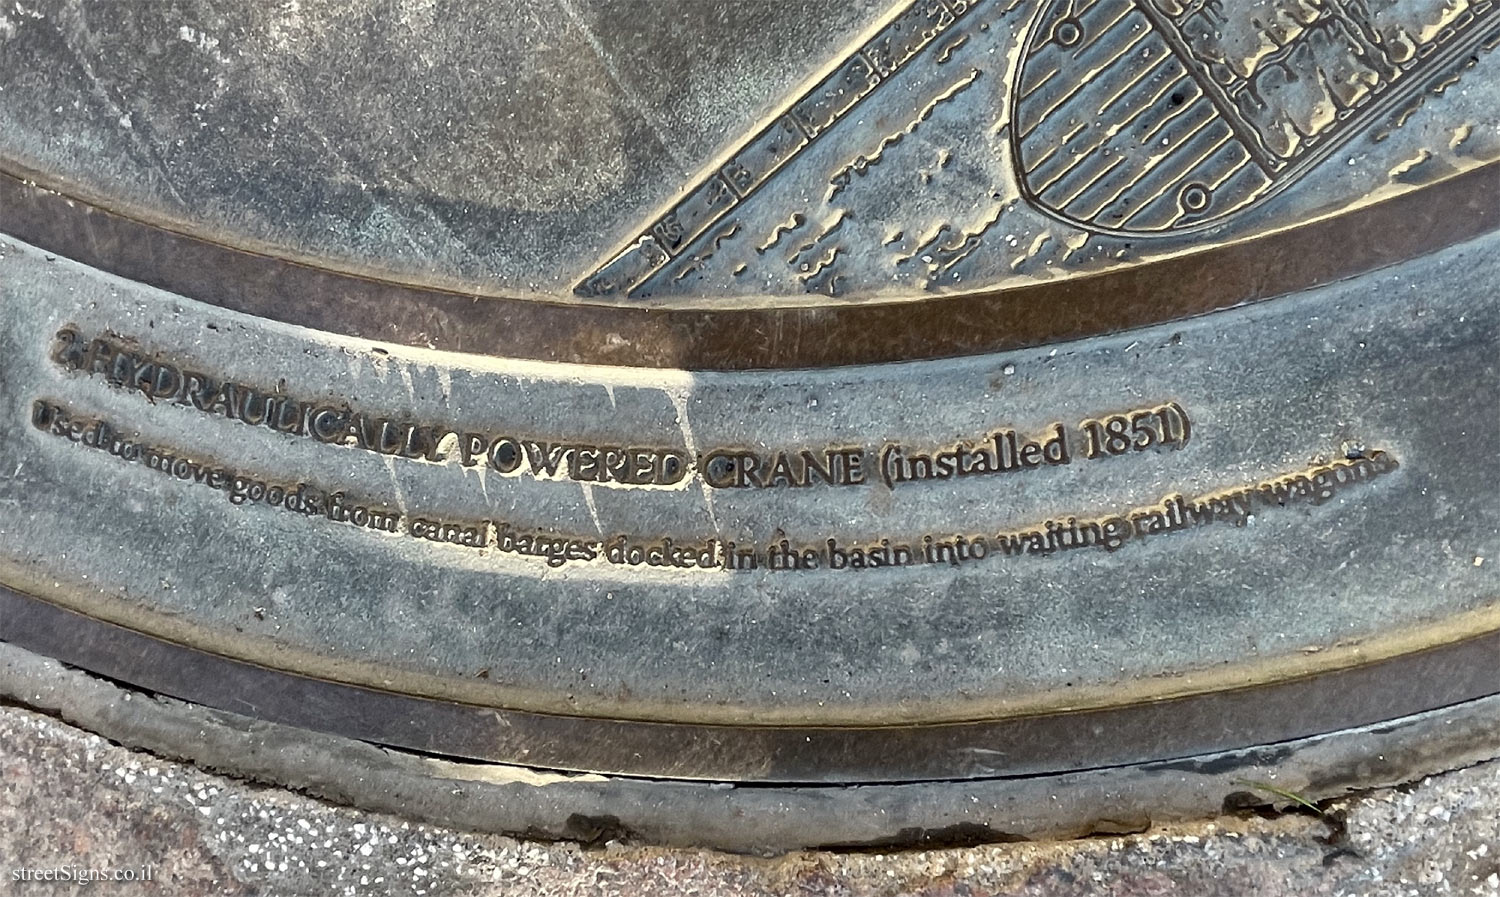 2. HYDRAULICALLY POWERED CRANE (installed 1851)
Used to move goods from canal barges docked in the basin into waiting railway wagons.
streetSigns.co.il